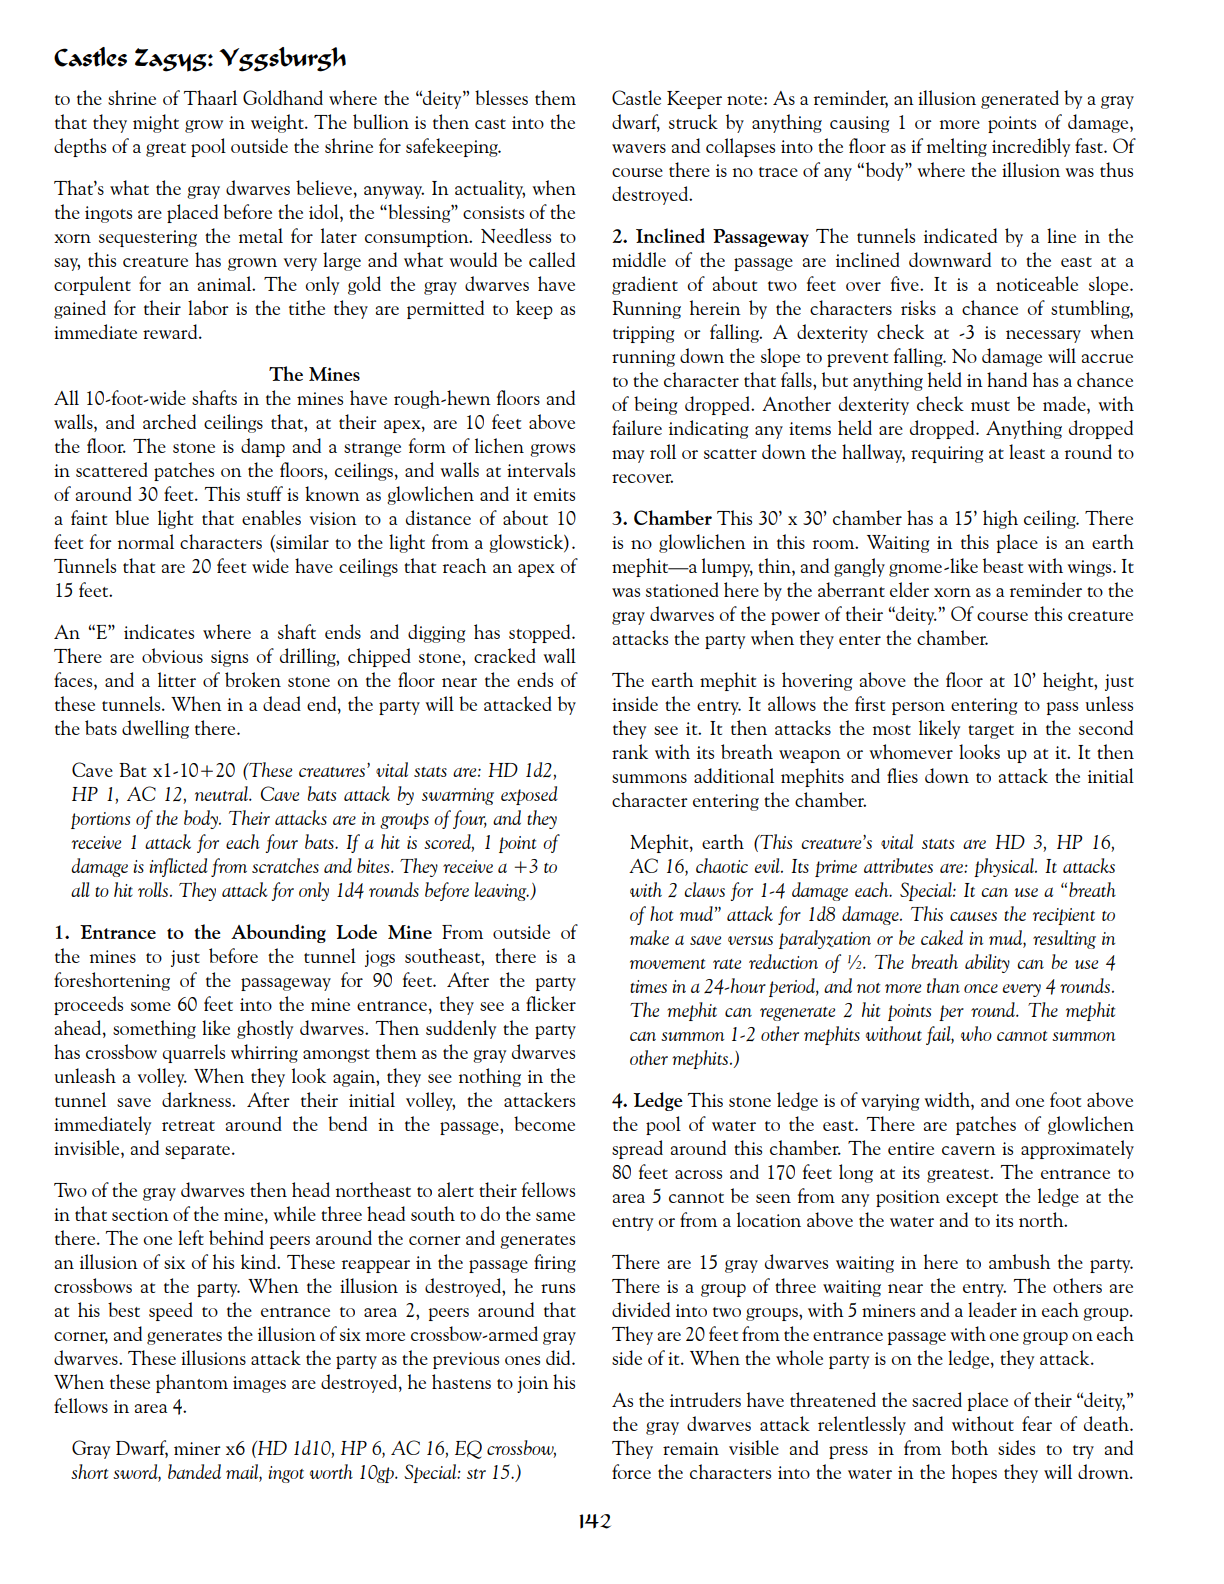 Castles Zagyg: Yggsburgh
to the shrine of Thaarl Goldhand where the “deity” blesses them
that they might grow in weight. The bullion is then cast into the
depths of a great pool outside the shrine for safekeeping.
That’s what the gray dwarves believe, anyway. In actuality, when
the ingots are placed before the idol, the “blessing” consists of the
xorn sequestering the metal for later consumption. Needless to
say, this creature has grown very large and what would be called
corpulent for an animal. The only gold the gray dwarves have
gained for their labor is the tithe they are permitted to keep as
immediate reward.
The Mines
All 10-foot-wide shafts in the mines have rough-hewn floors and
walls, and arched ceilings that, at their apex, are 10 feet above
the floor. The stone is damp and a strange form of lichen grows
in scattered patches on the floors, ceilings, and walls at intervals
of around 30 feet. This stuff is known as glowlichen and it emits
a faint blue light that enables vision to a distance of about 10
feet for normal characters (similar to the light from a glowstick).
Tunnels that are 20 feet wide have ceilings that reach an apex of
15 feet.
An “E” indicates where a shaft ends and digging has stopped.
There are obvious signs of drilling, chipped stone, cracked wall
faces, and a litter of broken stone on the floor near the ends of
these tunnels. When in a dead end, the party will be attacked by
the bats dwelling there.
Cave Bat x1-10+20 (These creatures’ vital stats are: HD 1d2,
HP 1, AC 12, neutral. Cave bats attack by swarming exposed
portions of the body. Their attacks are in groups of four, and they
receive 1 attack for each four bats. If a hit is scored, 1 point of
damage is inflicted from scratches and bites. They receive a +3 to
all to hit rolls. They attack for only 1d4 rounds before leaving.)
1. Entrance to the Abounding Lode Mine From outside of
the mines to just before the tunnel jogs southeast, there is a
foreshortening of the passageway for 90 feet. After the party
proceeds some 60 feet into the mine entrance, they see a flicker
ahead, something like ghostly dwarves. Then suddenly the party
has crossbow quarrels whirring amongst them as the gray dwarves
unleash a volley. When they look again, they see nothing in the
tunnel save darkness. After their initial volley, the attackers
immediately retreat around the bend in the passage, become
invisible, and separate.
Two of the gray dwarves then head northeast to alert their fellows
in that section of the mine, while three head south to do the same
there. The one left behind peers around the corner and generates
an illusion of six of his kind. These reappear in the passage firing
crossbows at the party. When the illusion is destroyed, he runs
at his best speed to the entrance to area 2, peers around that
corner, and generates the illusion of six more crossbow-armed gray
dwarves. These illusions attack the party as the previous ones did.
When these phantom images are destroyed, he hastens to join his
fellows in area 4.
Gray Dwarf, miner x6 (HD 1d10, HP 6, AC 16, EQ crossbow,
short sword, banded mail, ingot worth 10gp. Special: str 15.)
Castle Keeper note: As a reminder, an illusion generated by a gray
dwarf, struck by anything causing 1 or more points of damage,
wavers and collapses into the floor as if melting incredibly fast. Of
course there is no trace of any “body” where the illusion was thus
destroyed.
2. Inclined Passageway The tunnels indicated by a line in the
middle of the passage are inclined downward to the east at a
gradient of about two feet over five. It is a noticeable slope.
Running herein by the characters risks a chance of stumbling,
tripping or falling. A dexterity check at -3 is necessary when
running down the slope to prevent falling. No damage will accrue
to the character that falls, but anything held in hand has a chance
of being dropped. Another dexterity check must be made, with
failure indicating any items held are dropped. Anything dropped
may roll or scatter down the hallway, requiring at least a round to
recover.
3. Chamber This 30’ x 30’ chamber has a 15’ high ceiling. There
is no glowlichen in this room. Waiting in this place is an earth
mephit—a lumpy, thin, and gangly gnome-like beast with wings. It
was stationed here by the aberrant elder xorn as a reminder to the
gray dwarves of the power of their “deity.” Of course this creature
attacks the party when they enter the chamber.
The earth mephit is hovering above the floor at 10’ height, just
inside the entry. It allows the first person entering to pass unless
they see it. It then attacks the most likely target in the second
rank with its breath weapon or whomever looks up at it. It then
summons additional mephits and flies down to attack the initial
character entering the chamber.
Mephit, earth (This creature’s vital stats are HD 3, HP 16,
AC 16, chaotic evil. Its prime attributes are: physical. It attacks
with 2 claws for 1-4 damage each. Special: It can use a “breath
of hot mud” attack for 1d8 damage. This causes the recipient to
make a save versus paralyzation or be caked in mud, resulting in
movement rate reduction of ½. The breath ability can be use 4
times in a 24-hour period, and not more than once every 4 rounds.
The mephit can regenerate 2 hit points per round. The mephit
can summon 1-2 other mephits without fail, who cannot summon
other mephits.)
4. Ledge This stone ledge is of varying width, and one foot above
the pool of water to the east. There are patches of glowlichen
spread around this chamber. The entire cavern is approximately
80 feet across and 170 feet long at its greatest. The entrance to
area 5 cannot be seen from any position except the ledge at the
entry or from a location above the water and to its north.
There are 15 gray dwarves waiting in here to ambush the party.
There is a group of three waiting near the entry. The others are
divided into two groups, with 5 miners and a leader in each group.
They are 20 feet from the entrance passage with one group on each
side of it. When the whole party is on the ledge, they attack.
As the intruders have threatened the sacred place of their “deity,”
the gray dwarves attack relentlessly and without fear of death.
They remain visible and press in from both sides to try and
force the characters into the water in the hopes they will drown.
142